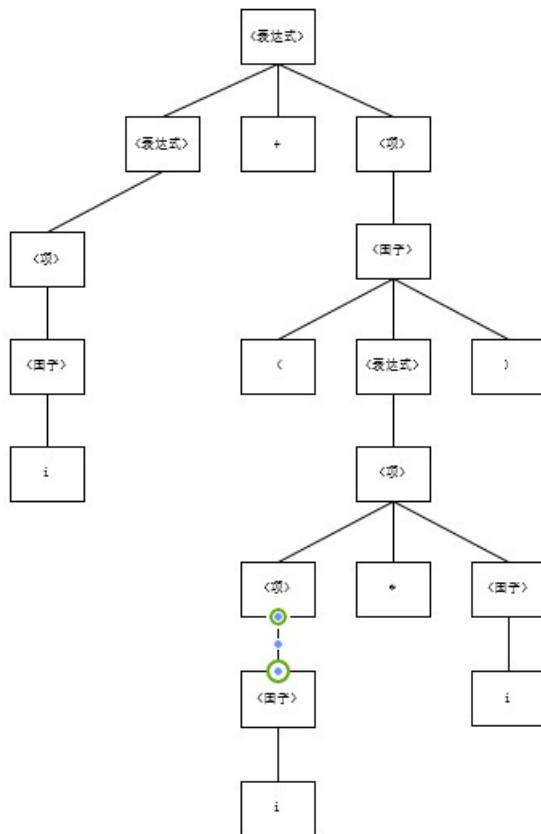 <表达式>
<表达式> + <项>
<项> <因子>
<因子> ( <表达式> )
i <项>
<项> * <因子>
<因子> i
i